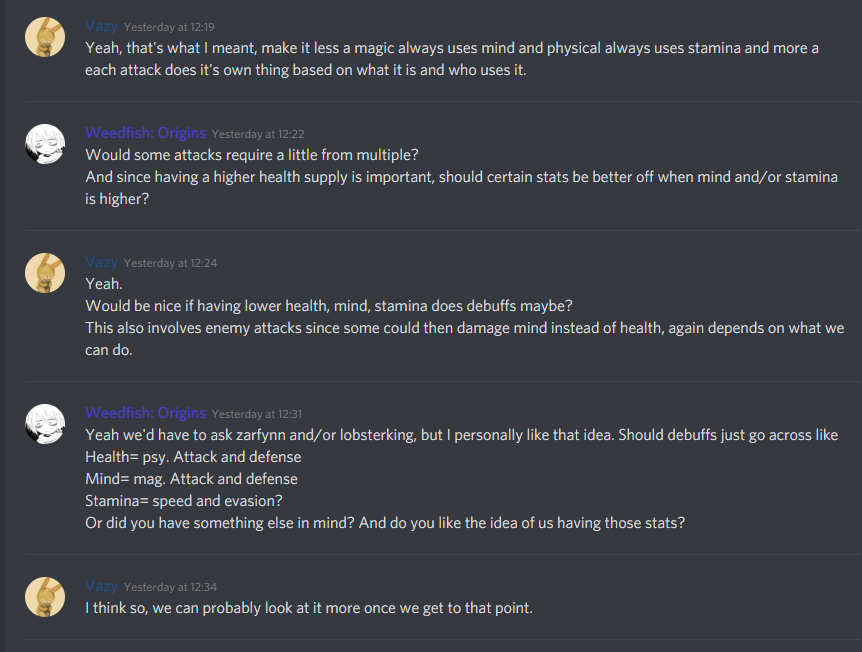 Vazy Yesterday at 12:19
Yeah, that's what I meant, make it less a magic always uses mind and physical always uses stamina and more a
each attack does it's own thing based on what it is and who uses it.
Weedfish: Origins Yesterday at 12:22
Would some attacks require a little from multiple?
And since having a higher health supply is important, should certain stats be better off when mind and/or stamina
is higher?
Vazy Yesterday at 12:24
Yeah.
Would be nice if having lower health, mind, stamina does debuffs maybe?
This also involves enemy attacks since some could then damage mind instead of health, again depends on what we
can do.
Weedfish: Origins Yesterday at 12:31
Yeah we'd have to ask zarfynn and/or lobsterking, but I personally like that idea. Should debuffs just go across like
Health= psy. Attack and defense
Mind= mag. Attack and defense
Stamina= speed and evasion?
Or did you have something else in mind? And do you like the idea of us having those stats?
Vazy Yesterday at 12:34
I think so, we can probably look at it more once we get to that point.